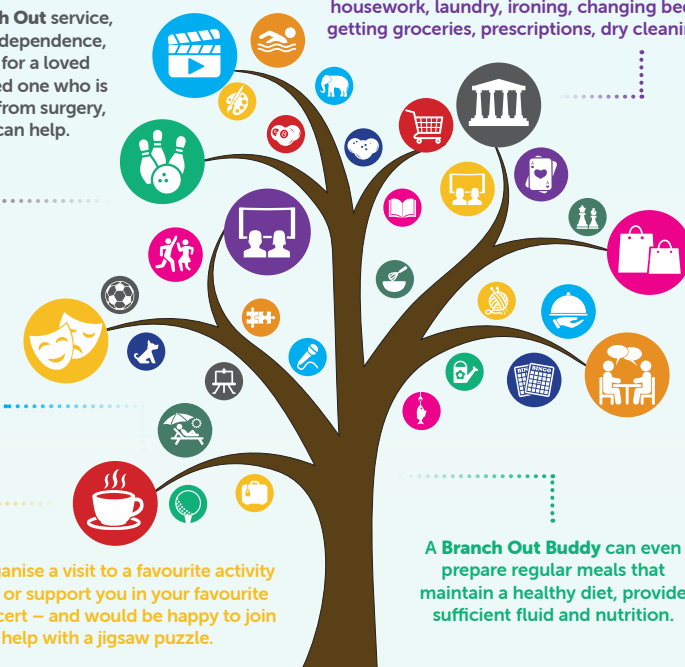 h Out service,
dependence,
for a loved
ed one who is
from surgery,
can help.
housework, laundry, ironing, changing be
getting groceries, prescriptions, dry cleani
BIN BINGO
anise a visit to a favourite activity
or support you in your favourite
cert – and would be happy to join
help with a jigsaw puzzle.
A Branch Out Buddy can even
prepare regular meals that
maintain a healthy diet, provide
sufficient fluid and nutrition.